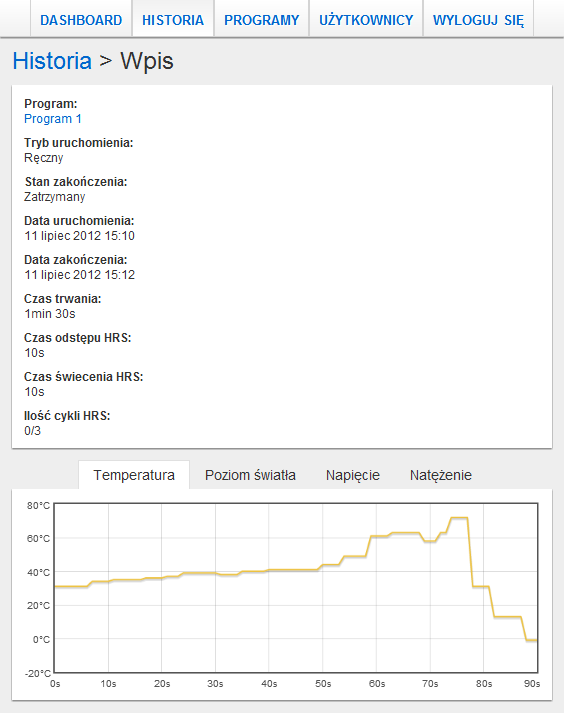 DASHBOARD HISTORIA PROGRAMY UŻYTKOWNICY WYLOGUJ SIĘ
Historia > Wpis
Program:
Program 1
Tryb uruchomienia:
Ręczny
Stan zakończenia:
Zatrzymany
Data uruchomienia:
11 lipiec 2012 15:10
Data zakończenia:
11 lipiec 2012 15:12
Czas trwania:
1min 30s
Czas odstępu HRS:
10s
Czas świecenia HRS:
10s
Ilość cykli HRS:
0/3
Temperatura Poziom światła Napięcie Natężenie
80°C
60°C
40°C
20°C
0°C
-20°C
0s 10s 20s 30s 40s 50s 60s 70s 80s 90s